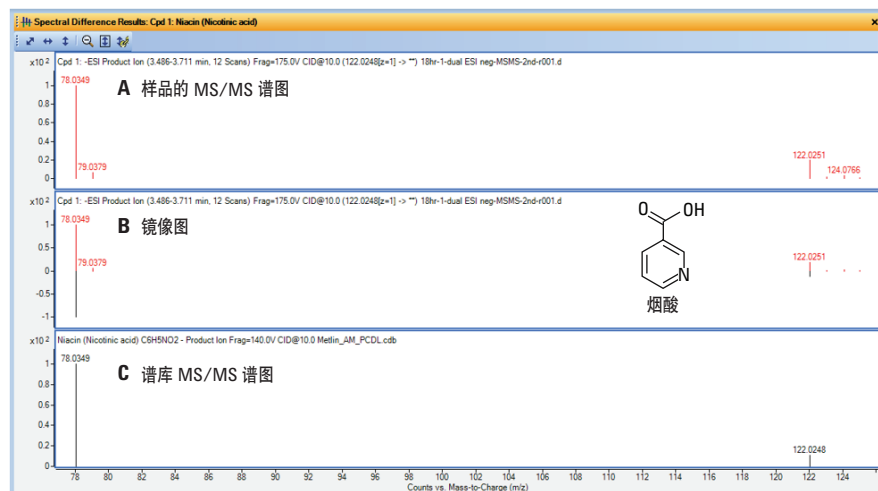 Spectral Difference Results: Cpd 1: Niacin (Nicotinic acid)
x10 2 Cpd 1: -ESI Product Ion (3.486-3.711 min, 12 Scans) Frag=175.0V CID@10.0 (122.0248[z=1] -> **) 18hr-1-dual ESI neg-MSMS-2nd-r001.d
78.0349
A 样品的 MS/MS 谱图
1
0.8
0.6
0.4
0.2
0
79.0379
122.0251
124.0766
x10 2 Cpd 1: -ESI Product Ion (3.486-3.711 min, 12 Scans) Frag=175.0V CID@10.0 (122.0248[z=1] -> **) 18hr-1-dual ESI neg-MSMS-2nd-r001.d
78.0349
B 镜像图
1
0.5
0
-0.5
-1
79.0379
122.0251
O OH
N
烟酸
x10 2 Niacin (Nicotinic acid) C6H5NO2 - Product Ion Frag=140.0V CID@10.0 Metlin_AM_PCDL.cdb
78.0349
C 谱库 MS/MS 谱图
1
0.8
0.6
0.4
0.2
0
122.0248
78 80 82 84 86 88 90 92 94 96 98 100 102 104 106 108 110 112 114 116 118 120 122 124
Counts vs. Mass-to-Charge (m/z)